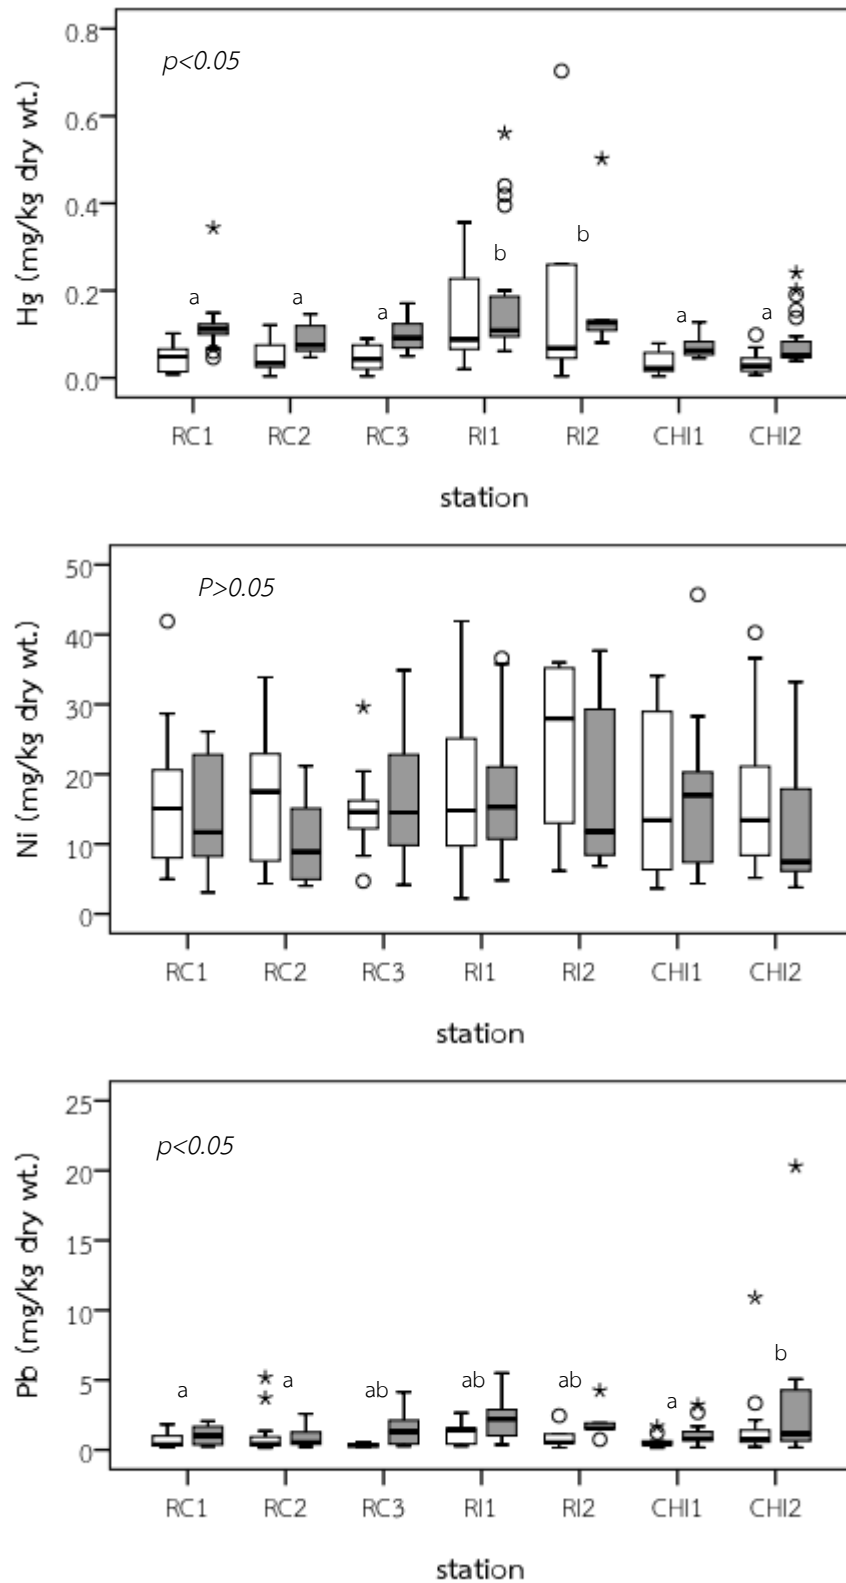 Hg (mg/kg dry wt.)
0.8
0.6
0.4
0.2
0.0
p<0.05
a
a
a
b
b
a
a
RC1 RC2 RC3 RI1 RI2 CHI1 CHI2
station
Ni (mg/kg dry wt.)
50
40
30
20
10
0
P>0.05
RC1 RC2 RC3 RI1 RI2 CHI1 CHI2
station
Pb (mg/kg dry wt.)
25
20
15
10
5
0
p<0.05
a
a
ab
ab
ab
a
b
RC1 RC2 RC3 RI1 RI2 CHI1 CHI2
station